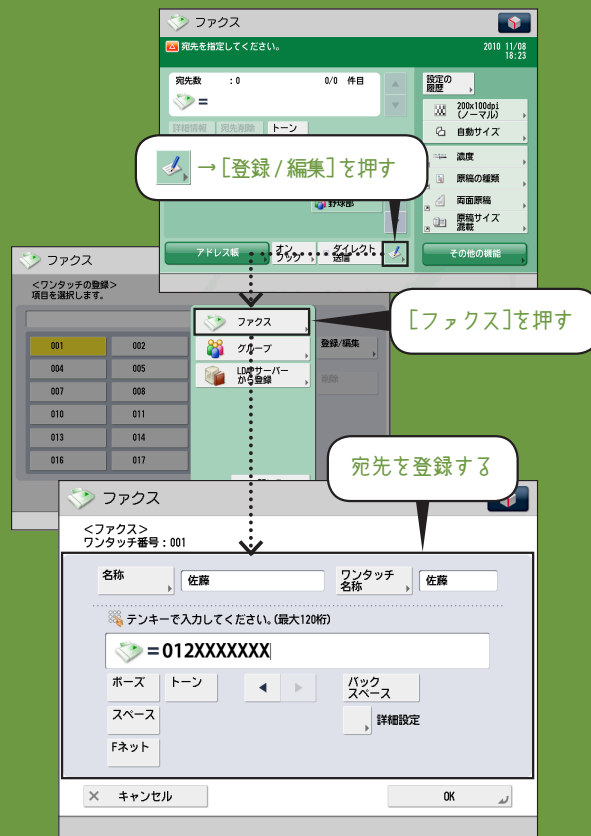 ファクス
宛先を指定してください。
2010 11/08
18:23
宛先数 :0 0/0 件目
設定の
履歴
=
200x100dpi
(ノーマル)
詳細情報 宛先削除 トーン
自動サイズ
→[登録/編集]を押す
濃度
原稿の種類
野球部
両面原稿
原稿サイズ
混載
アドレス帳
オン
フック
ダイレクト
送信
その他の機能
ファクス
<ワンタッチの登録>
項目を選択します。
ファクス
[ファクス]を押す
001 002
グループ
登録/編集
004 005
LDAPサーバー
から登録
削除
007 008
010 011
013 014
016 017
宛先を登録する
ファクス
<ファクス>
ワンタッチ番号:001
名称 佐藤
ワンタッチ
名称
佐藤
テンキーで入力してください。(最大120桁)
=012XXXXXXX
ポーズ トーン
バック
スペース
スペース
詳細設定
Fネット
キャンセル OK